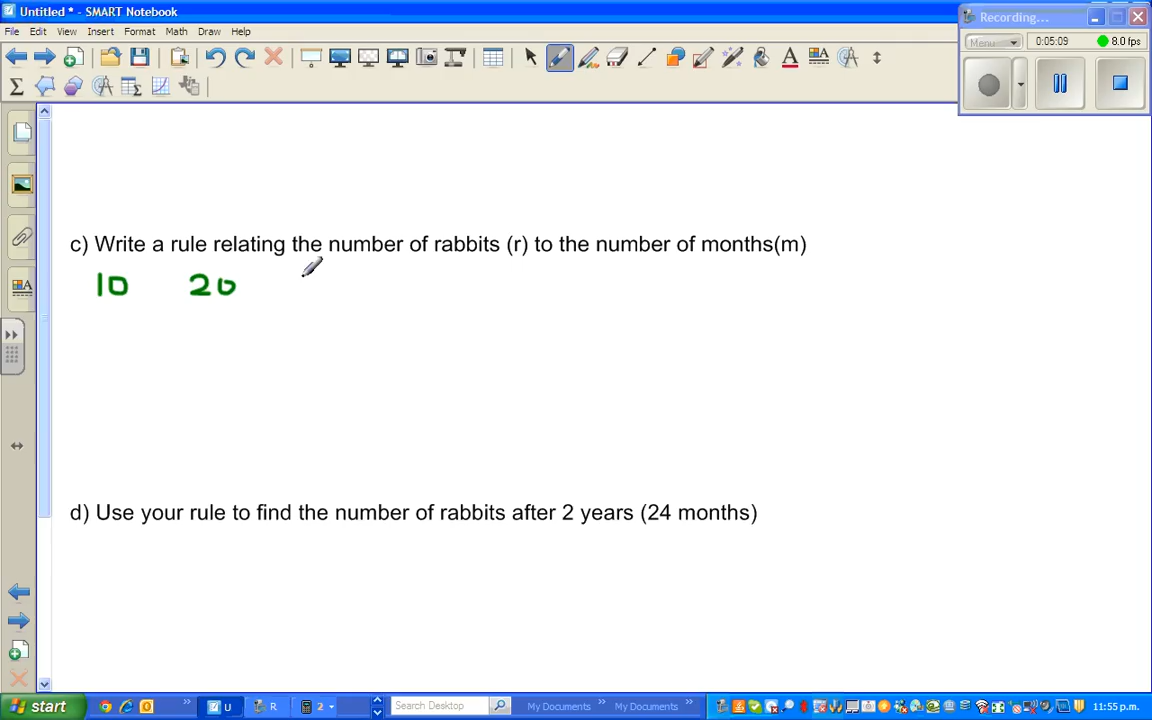 Untitled * - SMART Notebook
Recording...
File Edit View Insert Format Math Draw Help
Menu 0:05:09 8.0 fps
c) Write a rule relating the number of rabbits (r) to the number of months(m)
10 20
d) Use your rule to find the number of rabbits after 2 years (24 months)
start U R 2 Search Desktop My Documents My Documents 11:55 p.m.